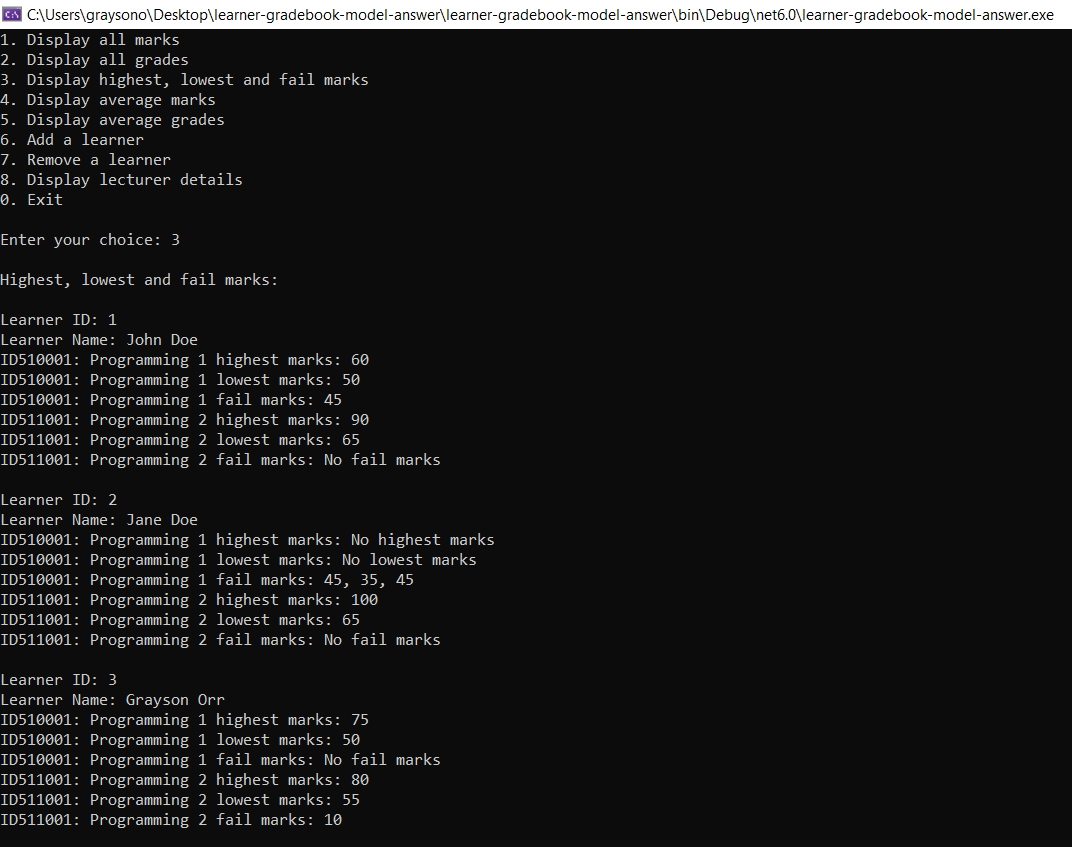 C:\Users\graysono\Desktop\learner-gradebook-model-answer\learner-gradebook-model-answer\bin\Debug\net6.0\learner-gradebook-model-answer.exe
1. Display all marks
2. Display all grades
3. Display highest, lowest and fail marks
4. Display average marks
5. Display average grades
6. Add a learner
7. Remove a learner
8. Display lecturer details
0. Exit
Enter your choice: 3
Highest, lowest and fail marks:
Learner ID: 1
Learner Name: John Doe
ID510001: Programming 1 highest marks: 60
ID510001: Programming 1 lowest marks: 50
ID510001: Programming 1 fail marks: 45
ID511001: Programming 2 highest marks: 90
ID511001: Programming 2 lowest marks: 65
ID511001: Programming 2 fail marks: No fail marks
Learner ID: 2
Learner Name: Jane Doe
ID510001: Programming 1 highest marks: No highest marks
ID510001: Programming 1 lowest marks: No lowest marks
ID510001: Programming 1 fail marks: 45, 35, 45
ID511001: Programming 2 highest marks: 100
ID511001: Programming 2 lowest marks: 65
ID511001: Programming 2 fail marks: No fail marks
Learner ID: 3
Learner Name: Grayson Orr
ID510001: Programming 1 highest marks: 75
ID510001: Programming 1 lowest marks: 50
ID510001: Programming 1 fail marks: No fail marks
ID511001: Programming 2 highest marks: 80
ID511001: Programming 2 lowest marks: 55
ID511001: Programming 2 fail marks: 10